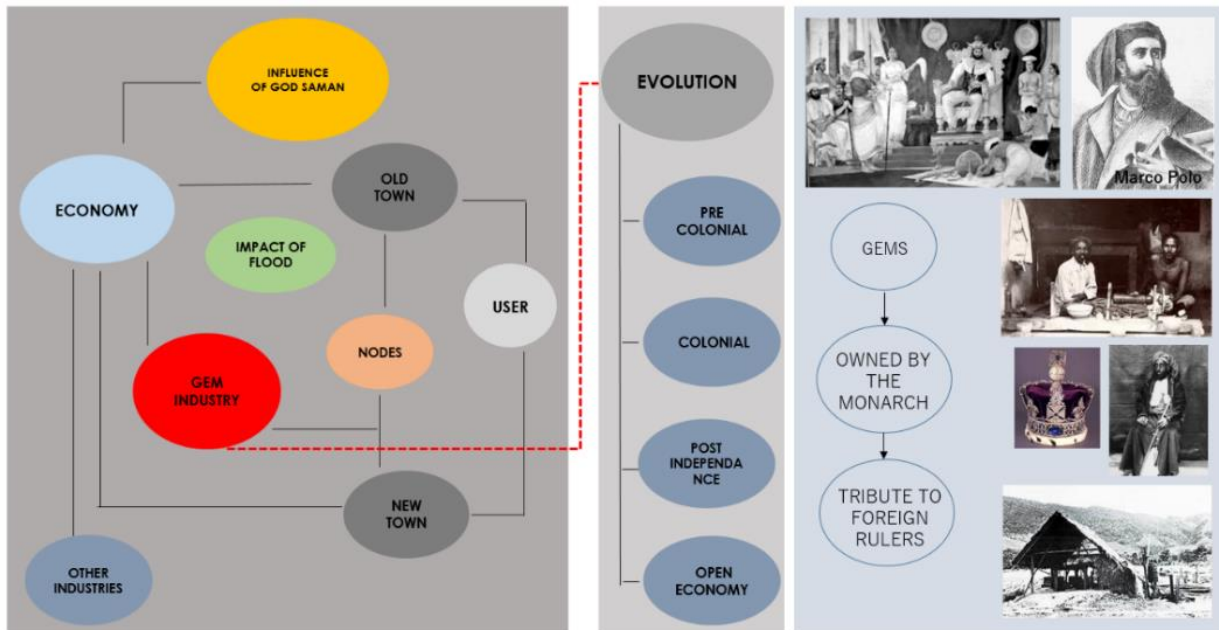 INFLUENCE
OF GOD SAMAN
ECONOMY
OLD
TOWN
IMPACT OF
FLOOD
USER
NODES
GEM
INDUSTRY
NEW
TOWN
OTHER
INDUSTRIES
EVOLUTION
PRE
COLONIAL
COLONIAL
POST
INDEPENDA
NCE
OPEN
ECONOMY
Marco Polo
GEMS
OWNED BY
THE
MONARCH
TRIBUTE TO
FOREIGN
RULERS